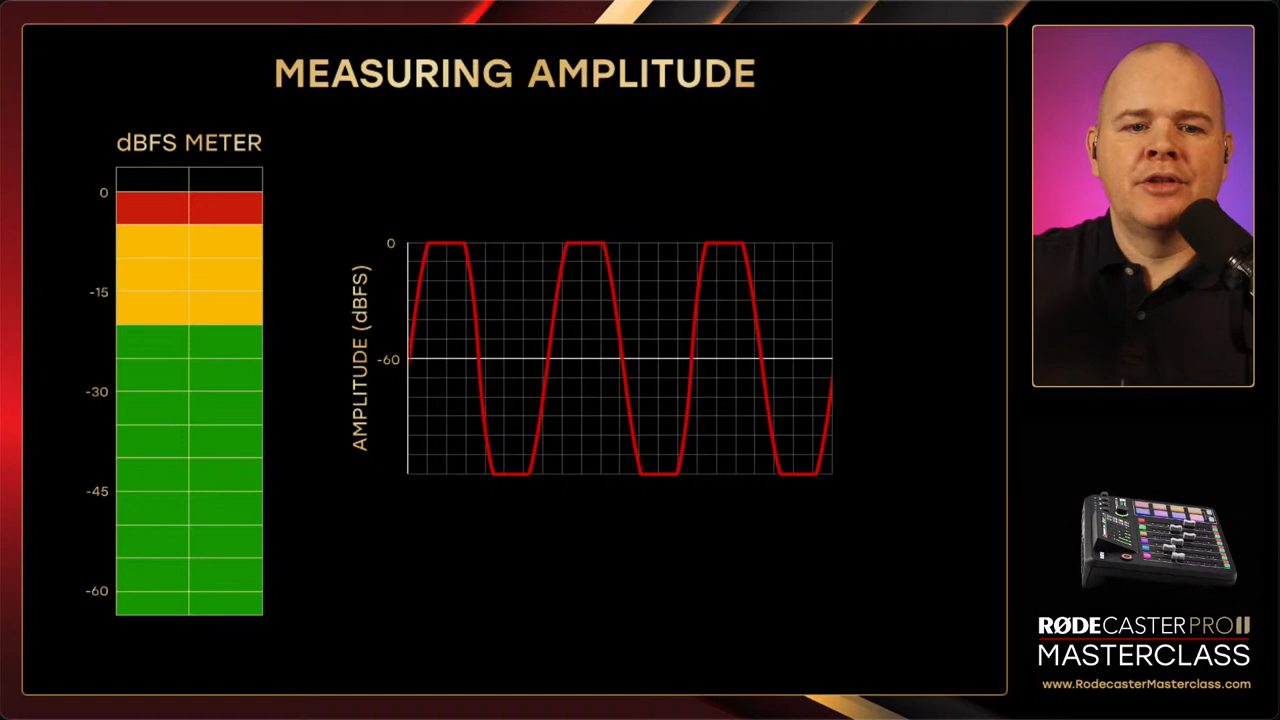 MEASURING AMPLITUDE
dBFS METER
0
-15
-30
-45
-60
AMPLITUDE (dBFS)
0
-60
RØDECASTER PRO II
MASTERCLASS
www.RodecasterMasterclass.com